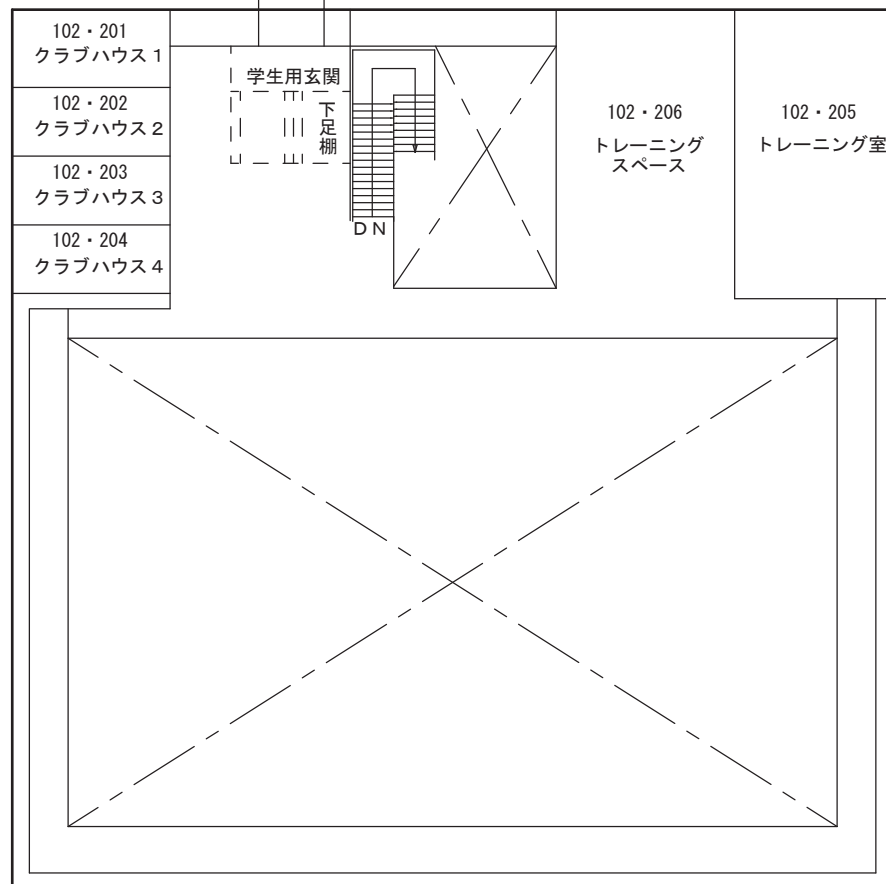 102・201
クラブハウス1
102・202
クラブハウス2
102・203
クラブハウス3
102・204
クラブハウス4
学生用玄関
下足棚
DN
102・206
トレーニング
スペース
102・205
トレーニング室